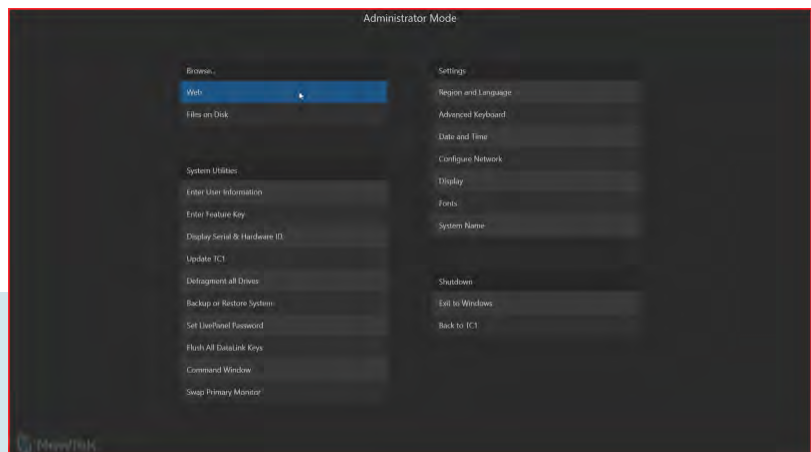 Administrator Mode
Browse...
Web
Files on Disk
System Utilities
Enter User Information
Enter Feature Key
Display Serial & Hardware ID
Update TC1
Defragment all Drives
Backup or Restore System
Set LivePanel Password
Flush All DataLink Keys
Command Window
Swap Primary Monitor
Settings
Region and Language
Advanced Keyboard
Date and Time
Configure Network
Display
Fonts
System Name
Shutdown
Exit to Windows
Back to TC1
NewTek